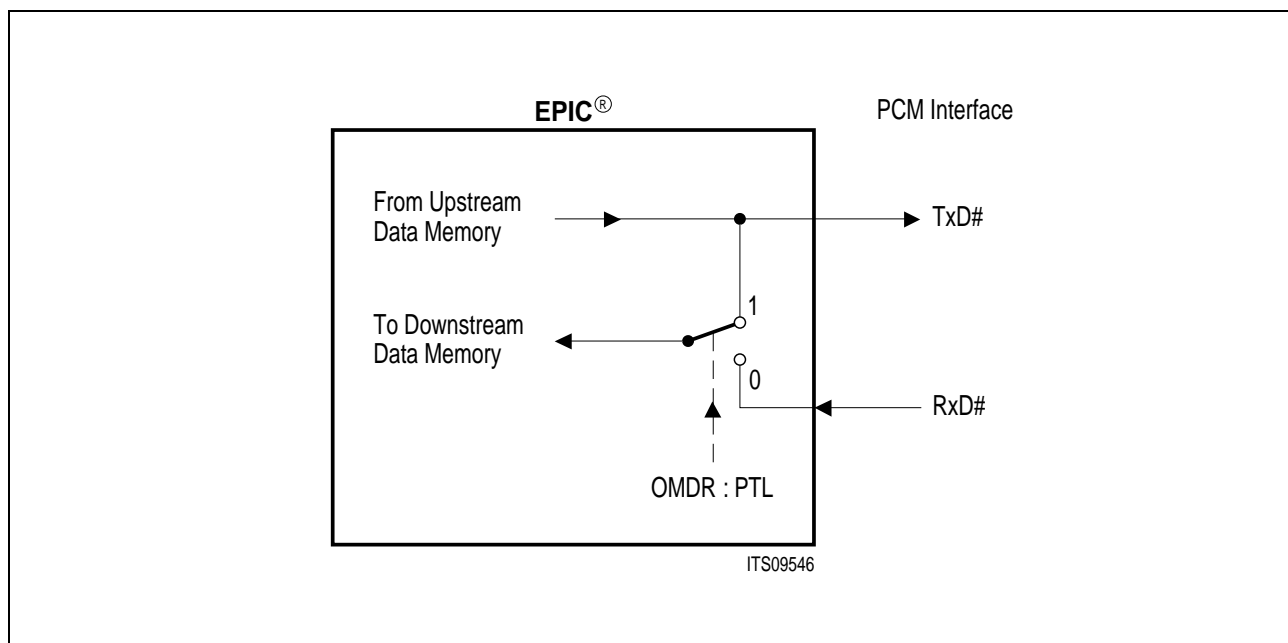 EPIC®
PCM Interface
From Upstream
Data Memory
TxD#
1
To Downstream
Data Memory
0
RxD#
OMDR : PTL
ITS09546